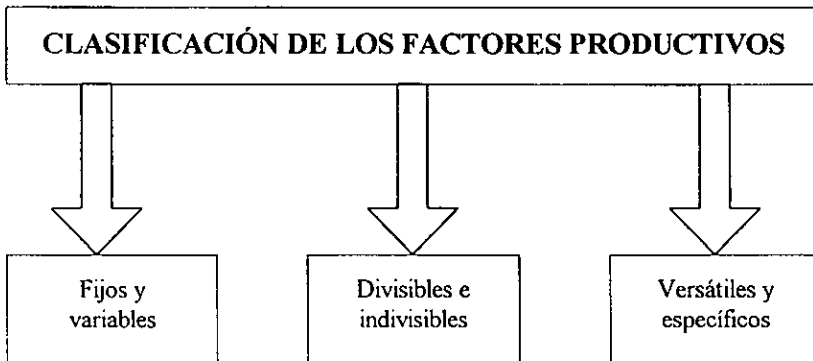 CLASIFICACIÓN DE LOS FACTORES PRODUCTIVOS
Fijos y
variables
Divisibles e
indivisibles
Versátiles y
específicos